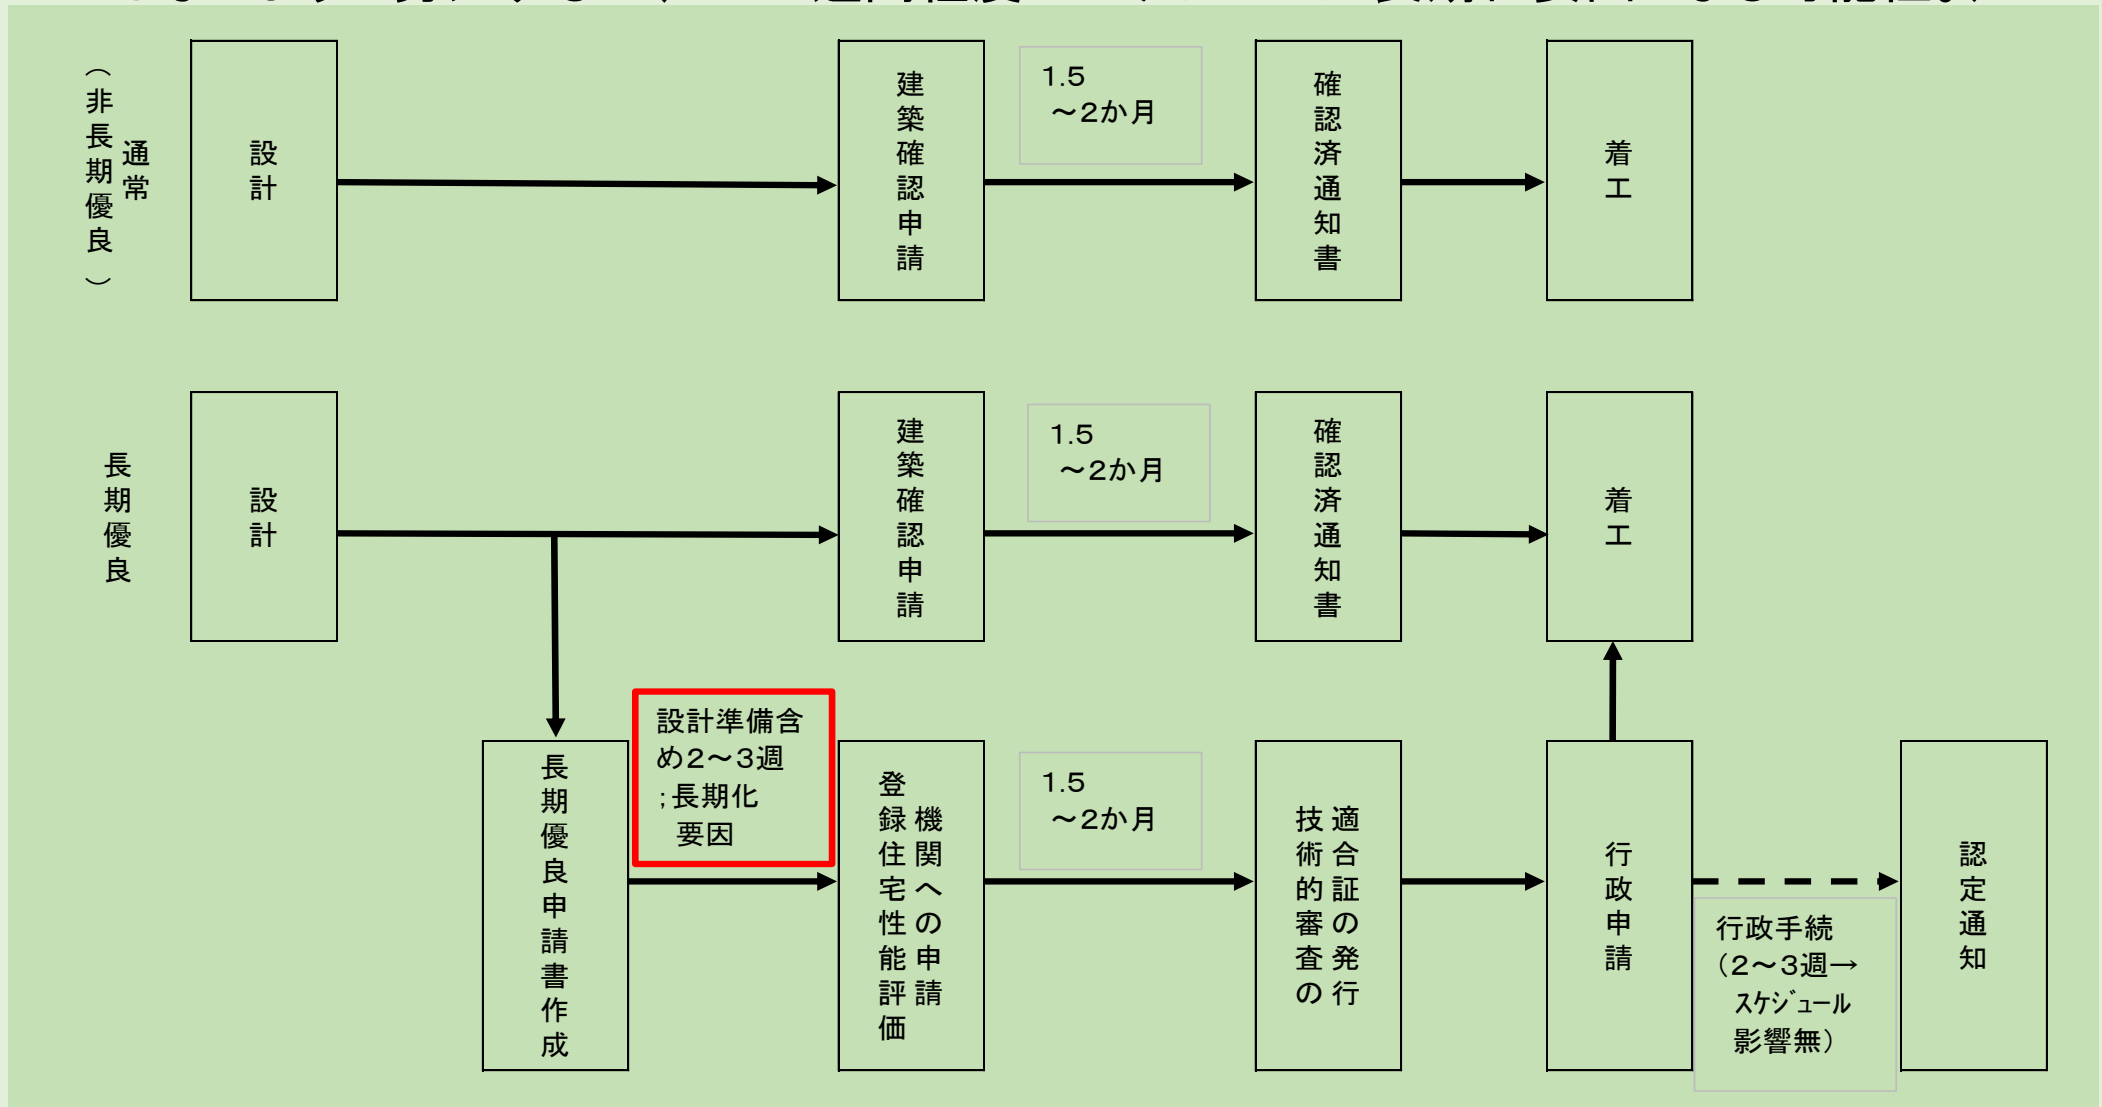 通常
（非長期優良）
設計
建築確認申請
1.5
～2か月
確認済通知書
着工
長期優良
設計
建築確認申請
1.5
～2か月
確認済通知書
着工
長期優良申請書作成
設計準備含
め2～3週
；長期化
要因
登録住宅性能評価
機関への申請
1.5
～2か月
技術的審査の
適合証の発行
行政申請
行政手続
（2～3週→
ｽｹｼﾞｭｰﾙ
影響無）
認定通知